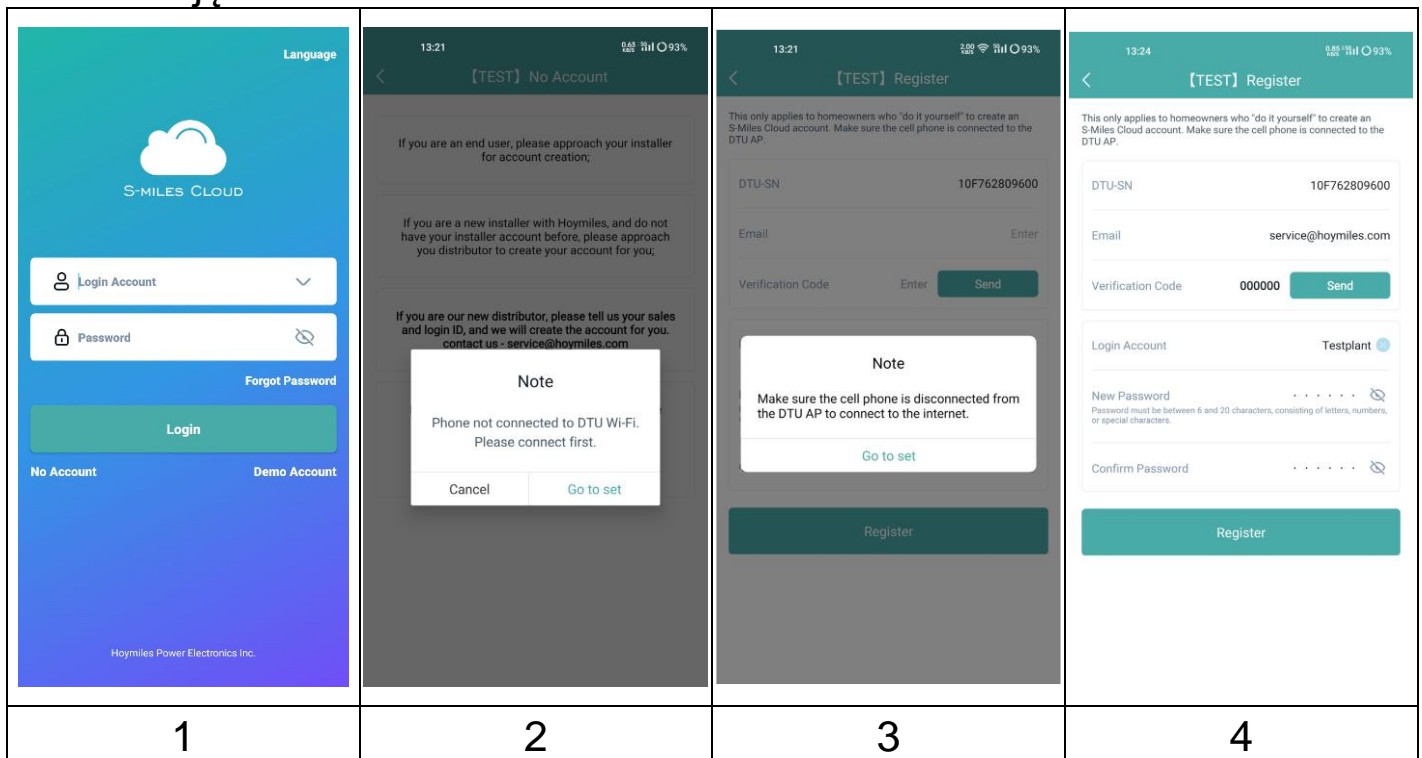 Language
S-MILES CLOUD
Login Account
Password
Forgot Password
Login
No Account
Demo Account
Hoymiles Power Electronics Inc.
1
13:21
93%
【TEST】 No Account
If you are an end user, please approach your installer
for account creation;
If you are a new installer with Hoymiles, and do not
have your installer account before, please approach
you distributor to create your account for you;
If you are our new distributor, please tell us your sales
and login ID, and we will create the account for you.
contact us - service@hoymiles.com
Note
Phone not connected to DTU Wi-Fi.
Please connect first.
Cancel
Go to set
2
13:21
2.00 KB/S 93%
【TEST】 Register
This only applies to homeowners who "do it yourself" to create an
S-Miles Cloud account. Make sure the cell phone is connected to the
DTU AP.
DTU-SN 10F762809600
Email Enter
Verification Code Enter Send
Note
Make sure the cell phone is disconnected from
the DTU AP to connect to the internet.
Go to set
Register
3
13:24
93%
【TEST】 Register
This only applies to homeowners who "do it yourself" to create an
S-Miles Cloud account. Make sure the cell phone is connected to the
DTU AP.
DTU-SN 10F762809600
Email service@hoymiles.com
Verification Code 000000 Send
Login Account Testplant
New Password
Password must be between 6 and 20 characters, consisting of letters, numbers,
or special characters.
Confirm Password
Register
4